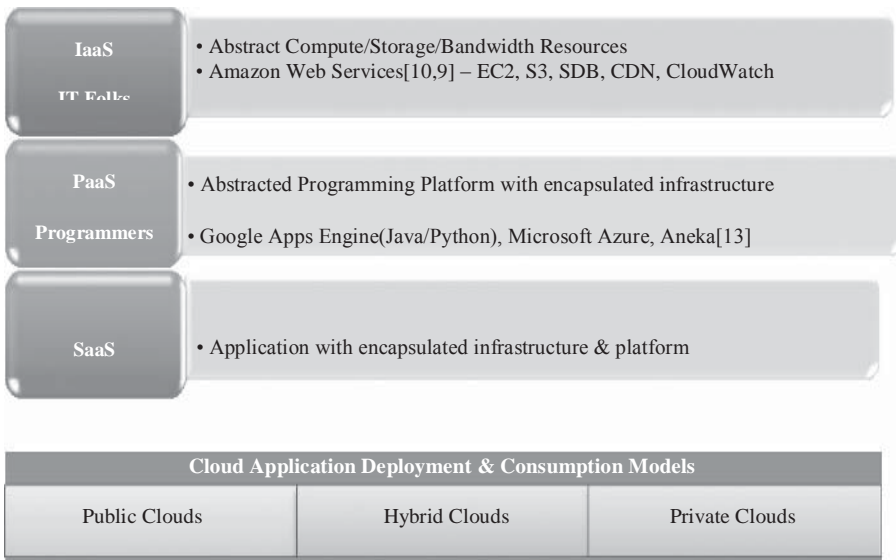 IaaS
IT Folks
• Abstract Compute/Storage/Bandwidth Resources
• Amazon Web Services[10,9] – EC2, S3, SDB, CDN, CloudWatch
PaaS
Programmers
• Abstracted Programming Platform with encapsulated infrastructure
• Google Apps Engine(Java/Python), Microsoft Azure, Aneka[13]
SaaS
• Application with encapsulated infrastructure & platform
Cloud Application Deployment & Consumption Models
Public Clouds
Hybrid Clouds
Private Clouds